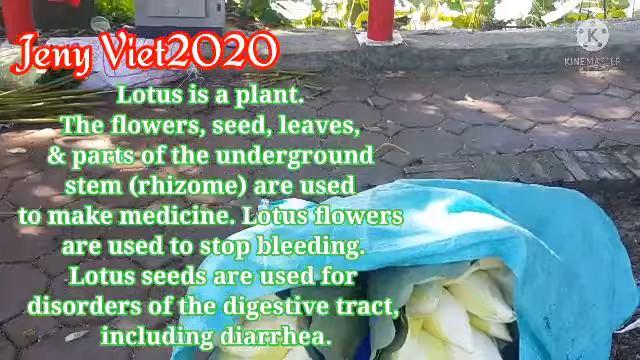 Jeny Viet2020
KINEMASTER
Lotus is a plant.
The flowers, seed, leaves,
& parts of the underground
stem (rhizome) are used
to make medicine. Lotus flowers
are used to stop bleeding.
Lotus seeds are used for
disorders of the digestive tract,
including diarrhea.